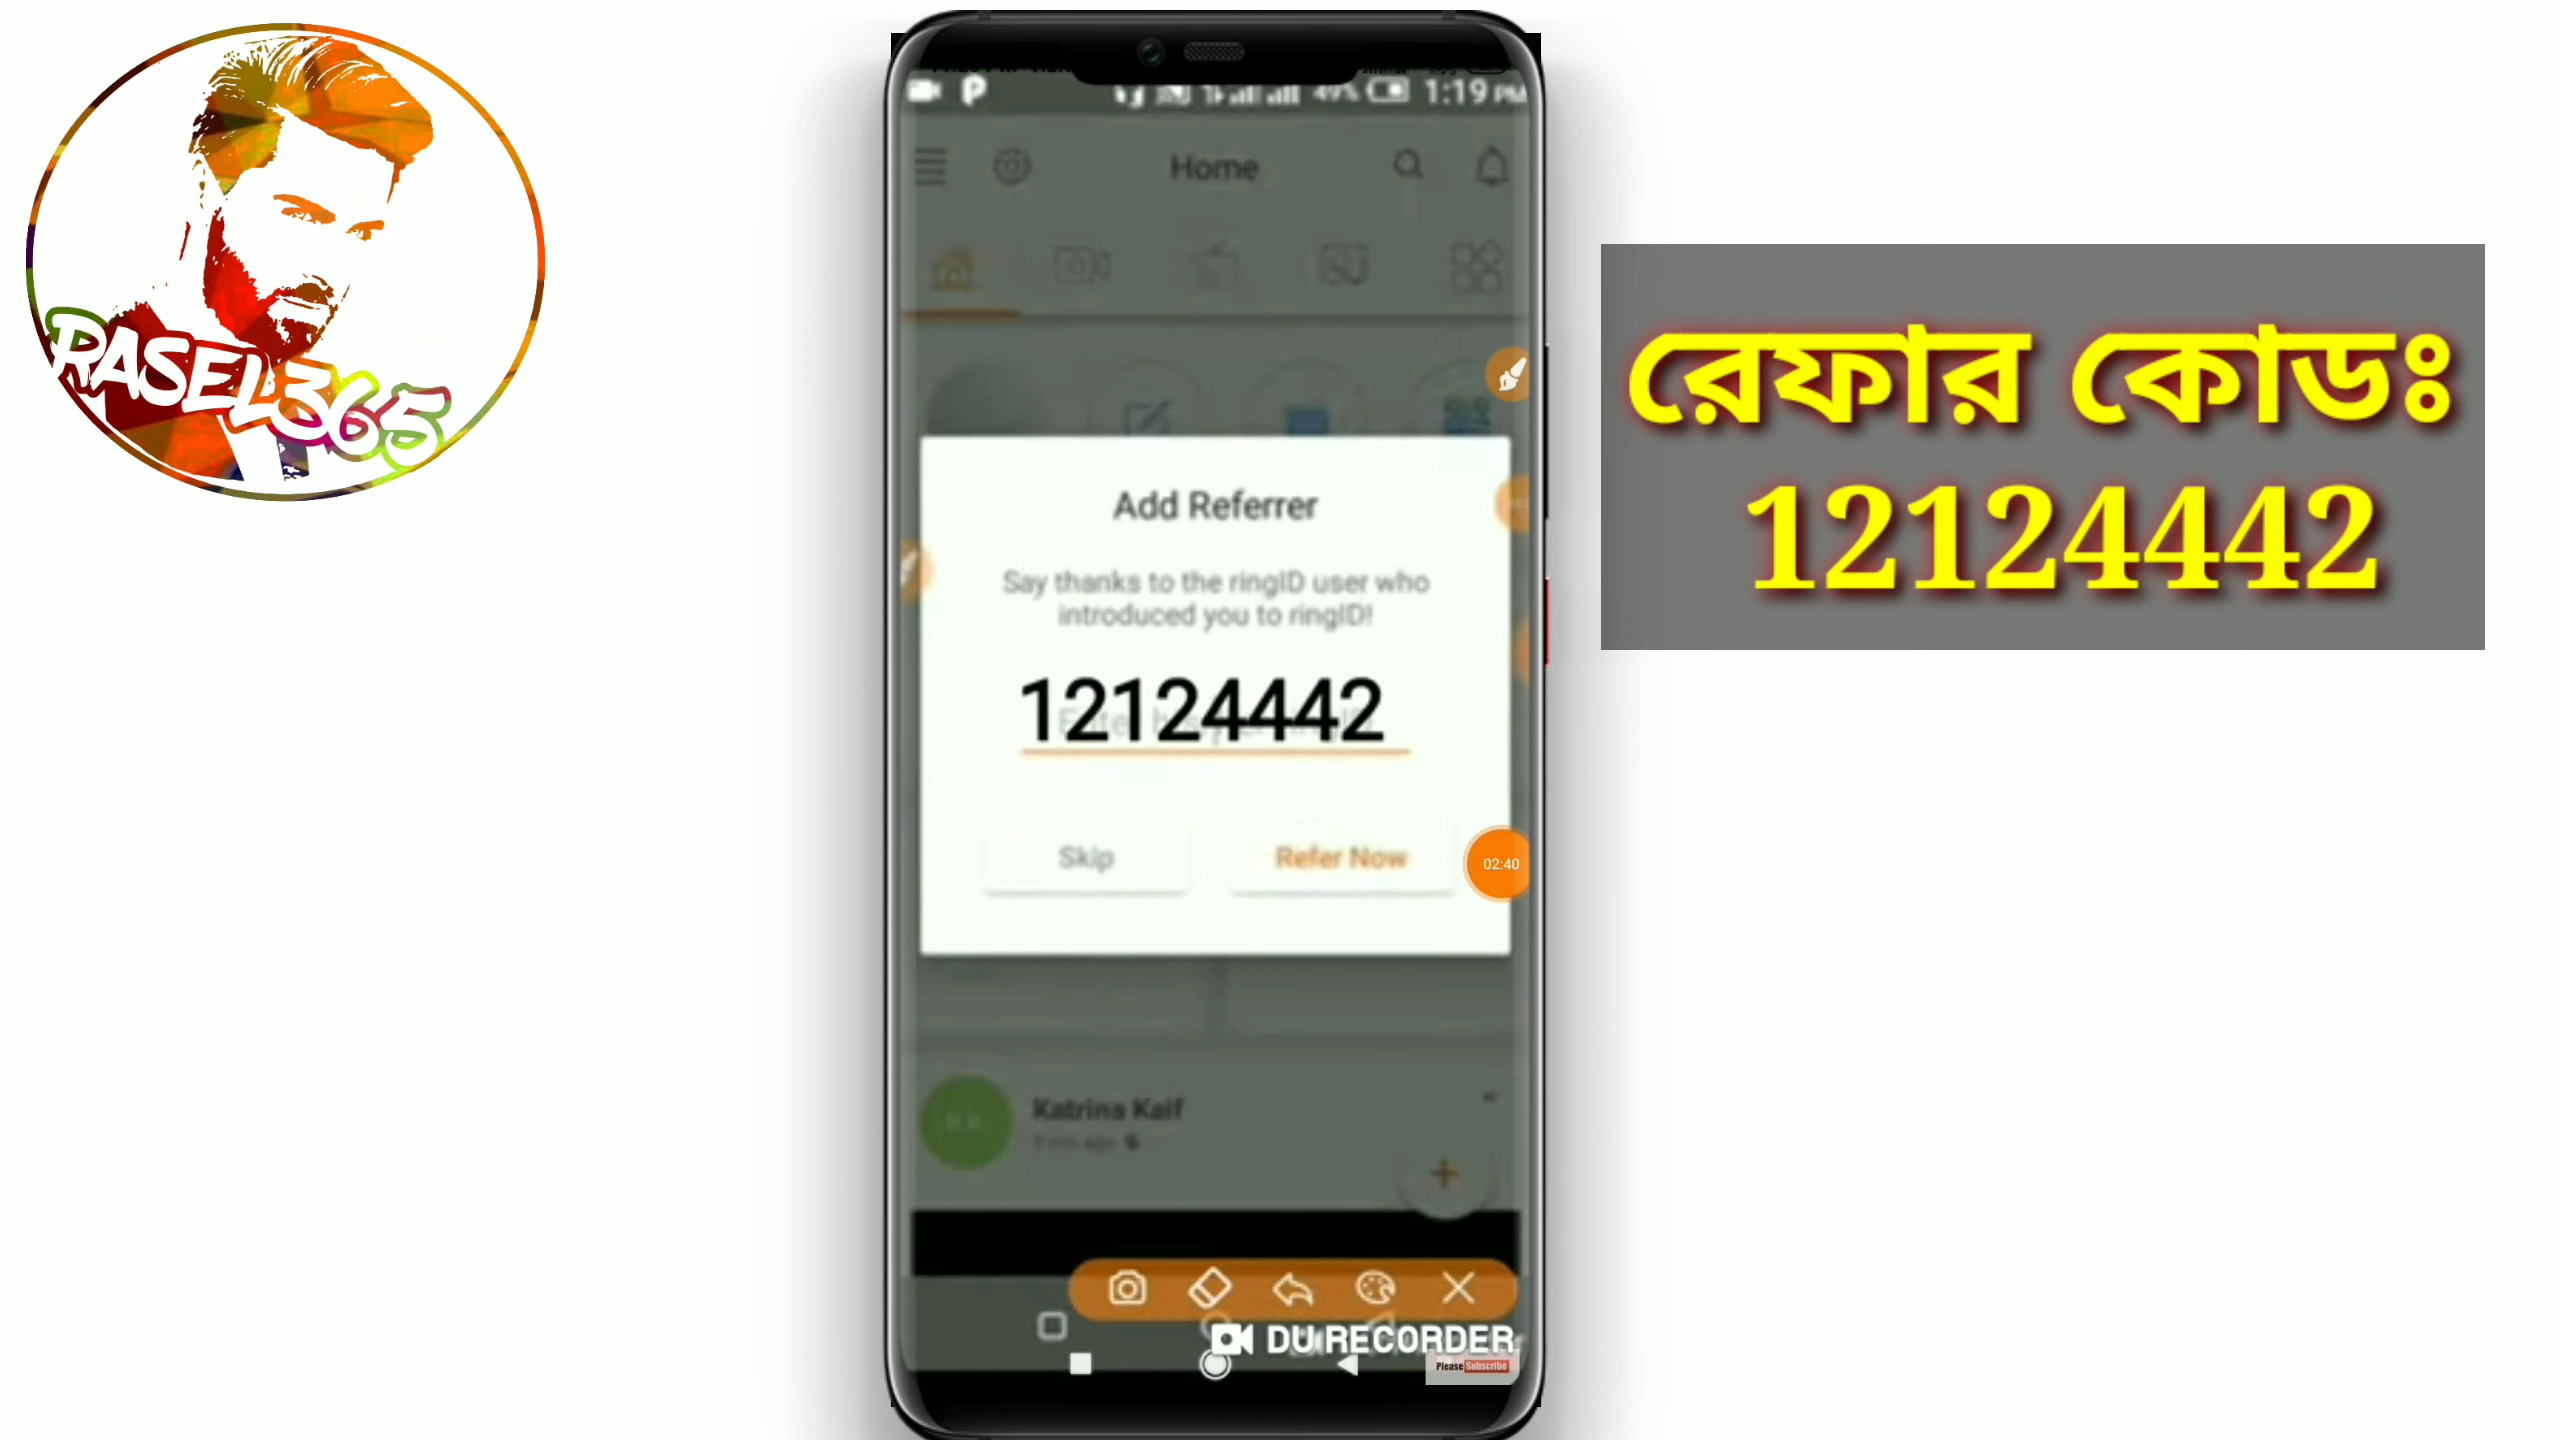 RASEL365
49% 1:19 PM
Home
Add Referrer
Say thanks to the ringID user who
introduced you to ringID!
12124442
Skip
Refer Now
02:40
Katrina Kaif
DU RECORDER
Please Subscribe
রেফার কোডঃ
12124442